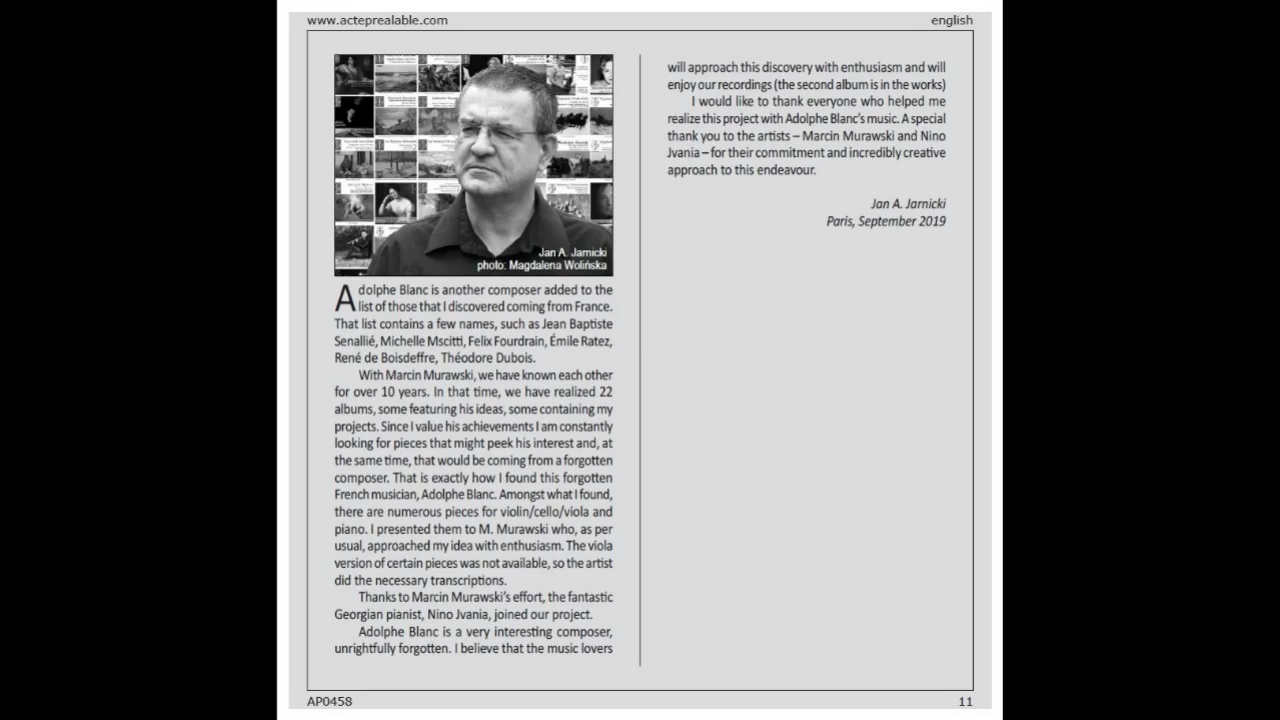 www.acteprealable.com
english
Jan A. Jarnicki
photo: Magdalena Wolińska
Adolphe Blanc is another composer added to the
list of those that I discovered coming from France.
That list contains a few names, such as Jean Baptiste
Senallié, Michelle Mscitti, Felix Fourdrain, Émile Ratez,
René de Boisdeffre, Théodore Dubois.
With Marcin Murawski, we have known each other
for over 10 years. In that time, we have realized 22
albums, some featuring his ideas, some containing my
projects. Since I value his achievements I am constantly
looking for pieces that might peek his interest and, at
the same time, that would be coming from a forgotten
composer. That is exactly how I found this forgotten
French musician, Adolphe Blanc. Amongst what I found,
there are numerous pieces for violin/cello/viola and
piano. I presented them to M. Murawski who, as per
usual, approached my idea with enthusiasm. The viola
version of certain pieces was not available, so the artist
did the necessary transcriptions.
Thanks to Marcin Murawski's effort, the fantastic
Georgian pianist, Nino Jvania, joined our project.
Adolphe Blanc is a very interesting composer,
unrightfully forgotten. I believe that the music lovers
will approach this discovery with enthusiasm and will
enjoy our recordings (the second album is in the works)
I would like to thank everyone who helped me
realize this project with Adolphe Blanc's music. A special
thank you to the artists – Marcin Murawski and Nino
Jvania – for their commitment and incredibly creative
approach to this endeavour.
Jan A. Jarnicki
Paris, September 2019
AP0458
11